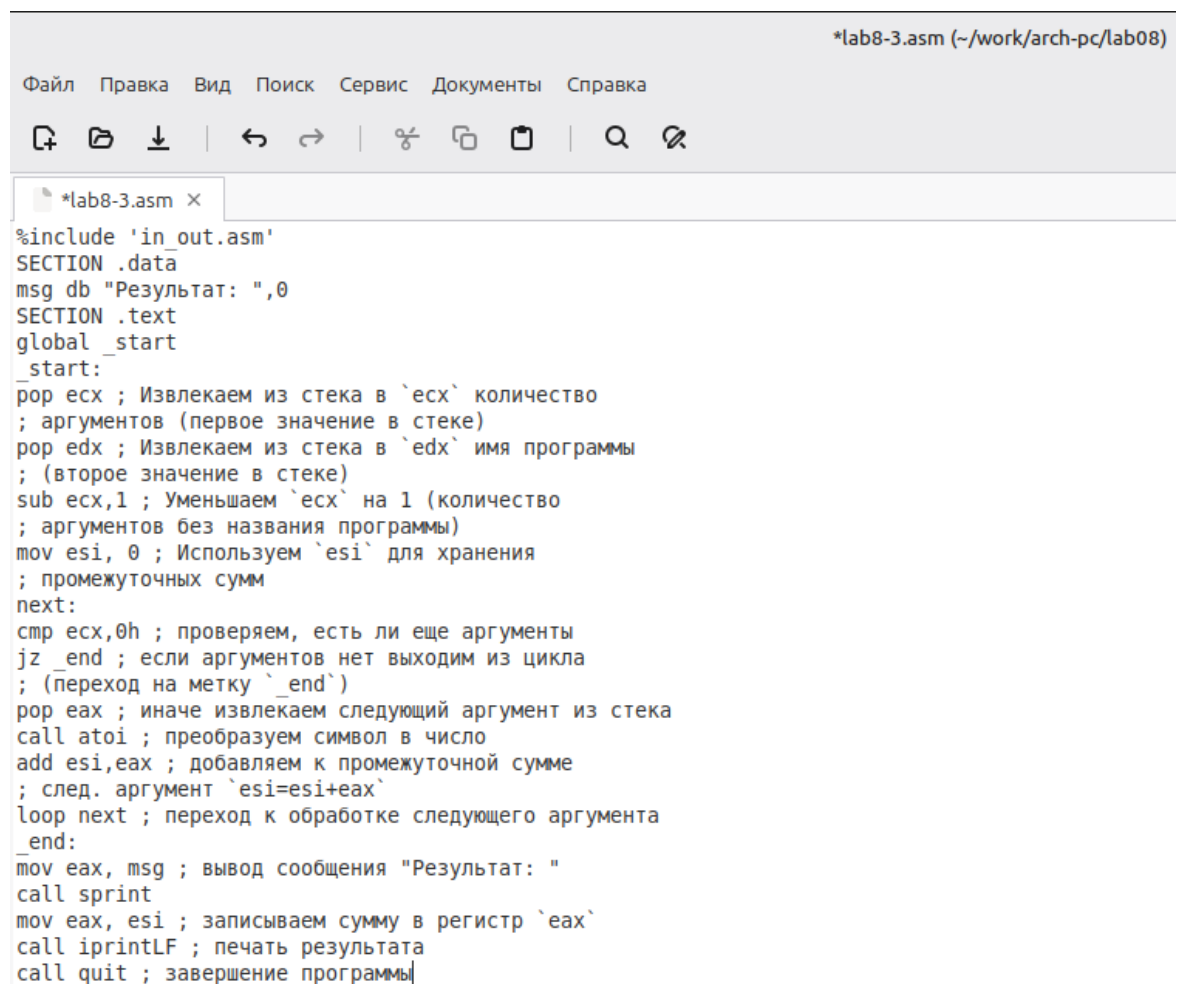 *lab8-3.asm (~/work/arch-pc/lab08)
Файл Правка Вид Поиск Сервис Документы Справка
*lab8-3.asm ×
%include 'in_out.asm'
SECTION .data
msg db "Результат: ",0
SECTION .text
global _start
_start:
pop ecx ; Извлекаем из стека в `ecx` количество
; аргументов (первое значение в стеке)
pop edx ; Извлекаем из стека в `edx` имя программы
; (второе значение в стеке)
sub ecx,1 ; Уменьшаем `ecx` на 1 (количество
; аргументов без названия программы)
mov esi, 0 ; Используем `esi` для хранения
; промежуточных сумм
next:
cmp ecx,0h ; проверяем, есть ли еще аргументы
jz _end ; если аргументов нет выходим из цикла
; (переход на метку `_end`)
pop eax ; иначе извлекаем следующий аргумент из стека
call atoi ; преобразуем символ в число
add esi,eax ; добавляем к промежуточной сумме
; след. аргумент `esi=esi+eax`
loop next ; переход к обработке следующего аргумента
_end:
mov eax, msg ; вывод сообщения "Результат: "
call sprint
mov eax, esi ; записываем сумму в регистр `eax`
call iprintLF ; печать результата
call quit ; завершение программы